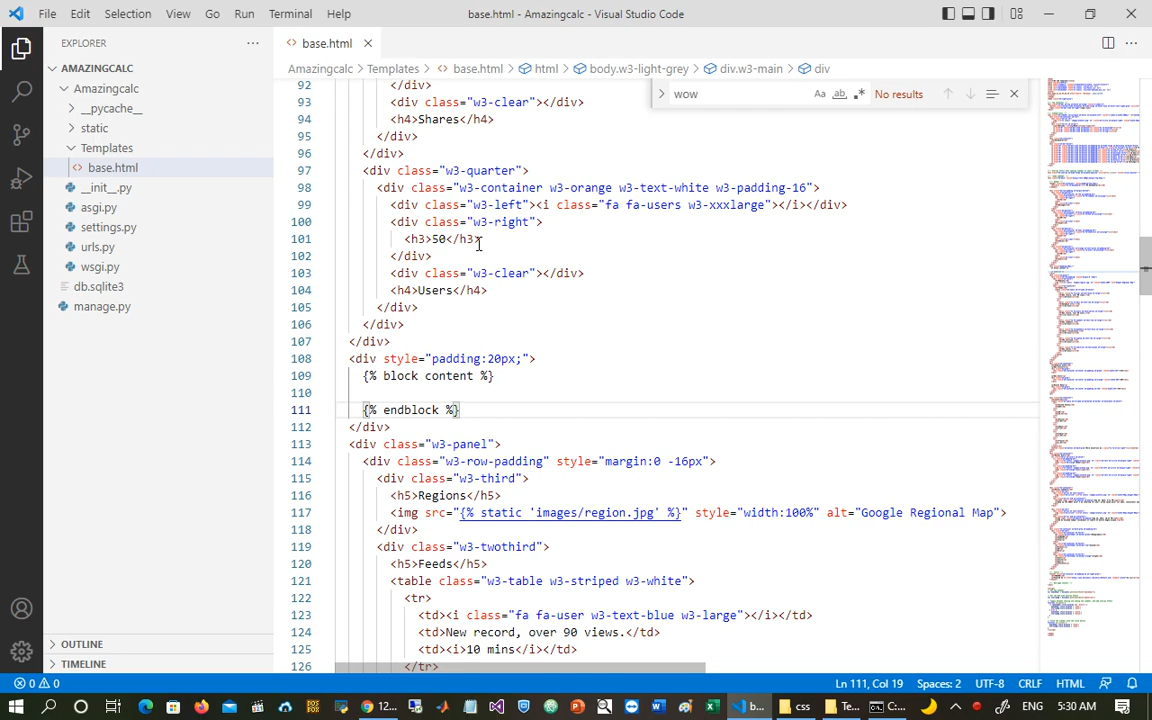 File Edit Selection View Go Run Terminal Help
base.html - Amazingcalc - Visual Studio Code
EXPLORER
base.html
AMAZINGCALC
Amazingcalc
__pycache__
static
Templates
base.html
__init__.py
asgi.py
settings.py
urls.py
wsgi.py
db.sqlite3
manage.py
OUTLINE
TIMELINE
Amazingcalc > Templates > base.html > html > body.w3-light-grey > div.w3-main > div
wow
Aa ab No results
92 </div>
93 <div class="w3-clear"></div>
94 <h4>Shares</h4>
95 </div>
96 </div>
97 <div class="w3-quarter">
98 <div class="w3-container w3-orange w3-text-white w3-padding-16">
99 <div class="w3-left"><i class="fa fa-users w3-xxxlarge"></i></div>
100 <div class="w3-right">
101 <h3>50</h3>
102 </div>
103 <div class="w3-clear"></div>
104 <h4>Users</h4>
105 </div>
106 </div>
107 </div>
108 <div style="padding:20px;">
109 {% block content %}
110
111 {% endblock %}
112 </div>
113 <div class="w3-panel">
114 <div class="w3-row-padding" style="margin:0 -16px">
115 <div class="w3-third">
116 <h5>Regions</h5>
117 <img src="{% static 'images/region.jpg' %}" style="width:100%" alt="Google Regional Map">
118 </div>
119 <div class="w3-twothird">
120 <h5>Feeds</h5>
121 <table class="w3-table w3-striped w3-white">
122 <tr>
123 <td><i class="fa fa-user w3-text-blue w3-large"></i></td>
124 <td>New record, over 90 views.</td>
125 <td><i>10 mins</i></td>
126 </tr>
0 0
Ln 111, Col 19 Spaces: 2 UTF-8 CRLF HTML
12... b... css Te... C:... 5:30 AM